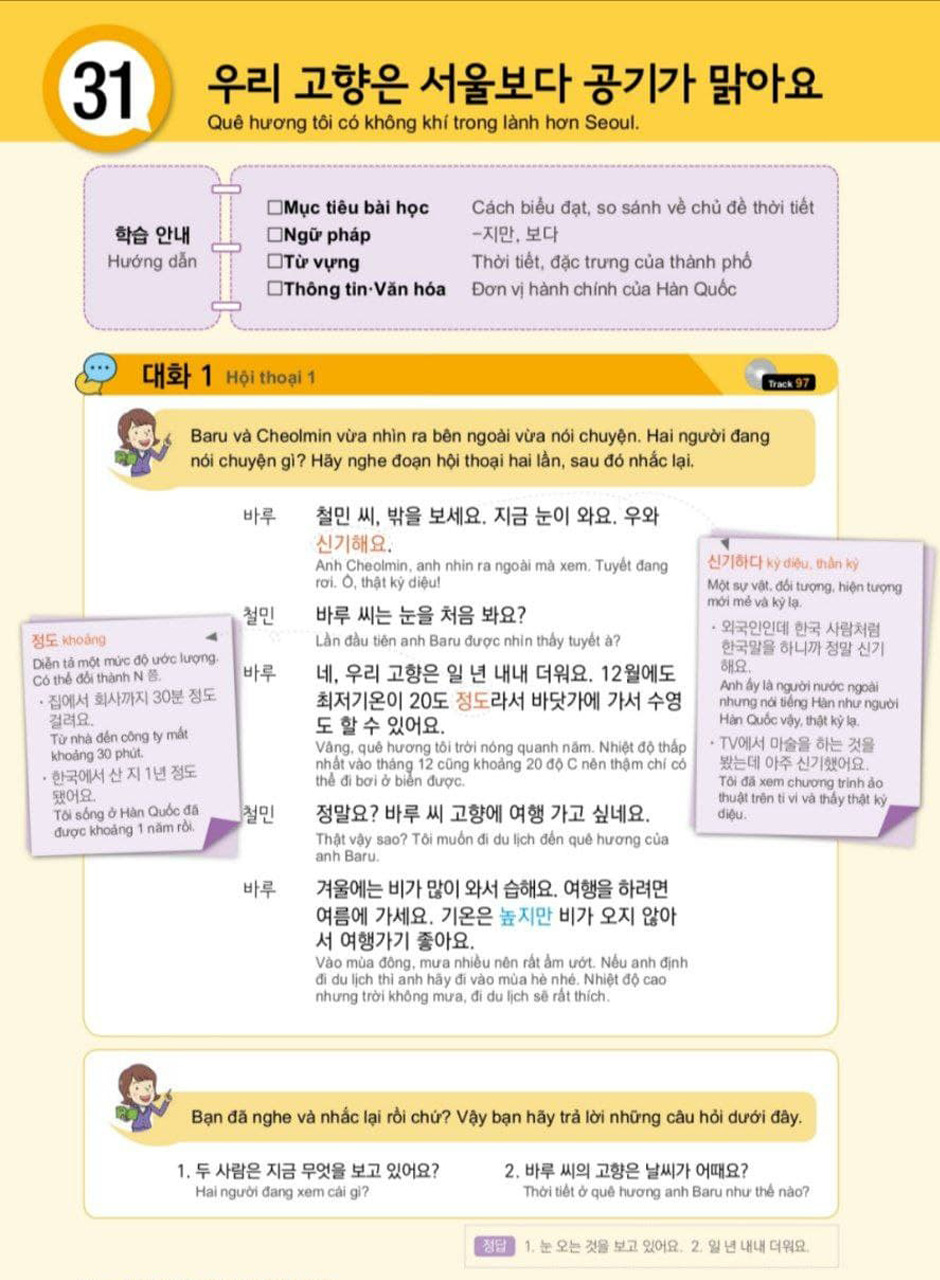 31
우리 고향은 서울보다 공기가 맑아요
Quê hương tôi có không khí trong lành hơn Seoul.
학습 안내
Hướng dẫn
□Mục tiêu bài học Cách biểu đạt, so sánh về chủ đề thời tiết
□Ngữ pháp -지만, 보다
□Từ vựng Thời tiết, đặc trưng của thành phố
□Thông tin·Văn hóa Đơn vị hành chính của Hàn Quốc
대화 1 Hội thoại 1
Track 97
Baru và Cheolmin vừa nhìn ra bên ngoài vừa nói chuyện. Hai người đang
nói chuyện gì? Hãy nghe đoạn hội thoại hai lần, sau đó nhắc lại.
바루 철민 씨, 밖을 보세요. 지금 눈이 와요. 우와
신기해요.
Anh Cheolmin, anh nhìn ra ngoài mà xem. Tuyết đang
rơi. Ồ, thật kỳ diệu!
철민 바루 씨는 눈을 처음 봐요?
Lần đầu tiên anh Baru được nhìn thấy tuyết à?
바루 네, 우리 고향은 일 년 내내 더워요. 12월에도
최저기온이 20도 정도라서 바닷가에 가서 수영
도 할 수 있어요.
Vâng, quê hương tôi trời nóng quanh năm. Nhiệt độ thấp
nhất vào tháng 12 cũng khoảng 20 độ C nên thậm chí có
thể đi bơi ở biển được.
철민 정말요? 바루 씨 고향에 여행 가고 싶네요.
Thật vậy sao? Tôi muốn đi du lịch đến quê hương của
anh Baru.
바루 겨울에는 비가 많이 와서 습해요. 여행을 하려면
여름에 가세요. 기온은 높지만 비가 오지 않아
서 여행가기 좋아요.
Vào mùa đông, mưa nhiều nên rất ẩm ướt. Nếu anh định
đi du lịch thì anh hãy đi vào mùa hè nhé. Nhiệt độ cao
nhưng trời không mưa, đi du lịch sẽ rất thích.
정도 khoảng
Diễn tả một mức độ ước lượng.
Có thể đổi thành N 쯤.
· 집에서 회사까지 30분 정도
걸려요.
Từ nhà đến công ty mất
khoảng 30 phút.
· 한국에서 산 지 1년 정도
됐어요.
Tôi sống ở Hàn Quốc đã
được khoảng 1 năm rồi.
신기하다 kỳ diệu, thần kỳ
Một sự vật, đối tượng, hiện tượng
mới mẻ và kỳ lạ.
· 외국인인데 한국 사람처럼
한국말을 하니까 정말 신기
해요.
Anh ấy là người nước ngoài
nhưng nói tiếng Hàn như người
Hàn Quốc vậy, thật kỳ lạ.
· TV에서 마술을 하는 것을
봤는데 아주 신기했어요.
Tôi đã xem chương trình ảo
thuật trên ti vi và thấy thật kỳ
diệu.
Bạn đã nghe và nhắc lại rồi chứ? Vậy bạn hãy trả lời những câu hỏi dưới đây.
1. 두 사람은 지금 무엇을 보고 있어요?
Hai người đang xem cái gì?
2. 바루 씨의 고향은 날씨가 어때요?
Thời tiết ở quê hương anh Baru như thế nào?
정답 1. 눈 오는 것을 보고 있어요. 2. 일 년 내내 더워요.